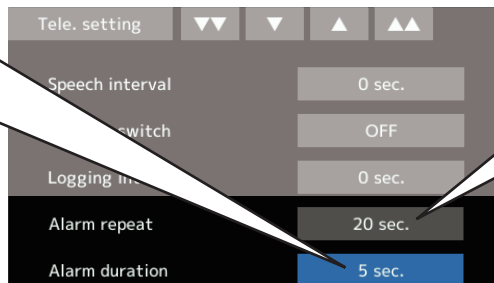 Tele. setting ▼▼ ▼ ▲ ▲▲
Speech interval 0 sec.
switch OFF
Logging 0 sec.
Alarm repeat 20 sec.
Alarm duration 5 sec.